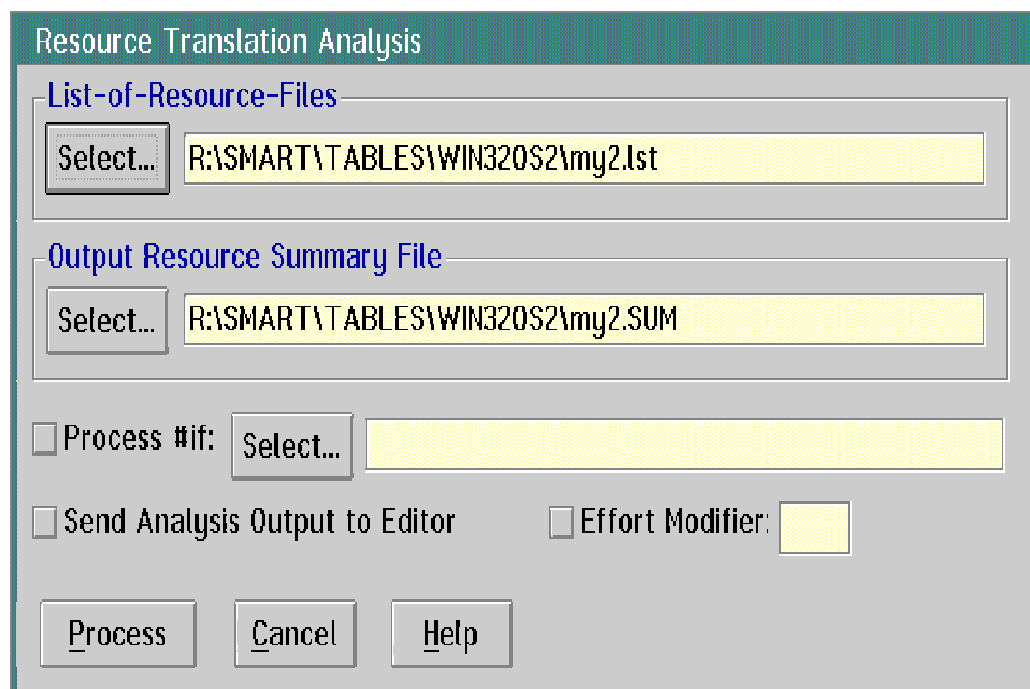 Resource Translation Analysis
List-of-Resource-Files
Select... R:\SMART\TABLES\WIN32OS2\my2.lst
Output Resource Summary File
Select... R:\SMART\TABLES\WIN32OS2\my2.SUM
Process #if: Select...
Send Analysis Output to Editor Effort Modifier:
Process Cancel Help